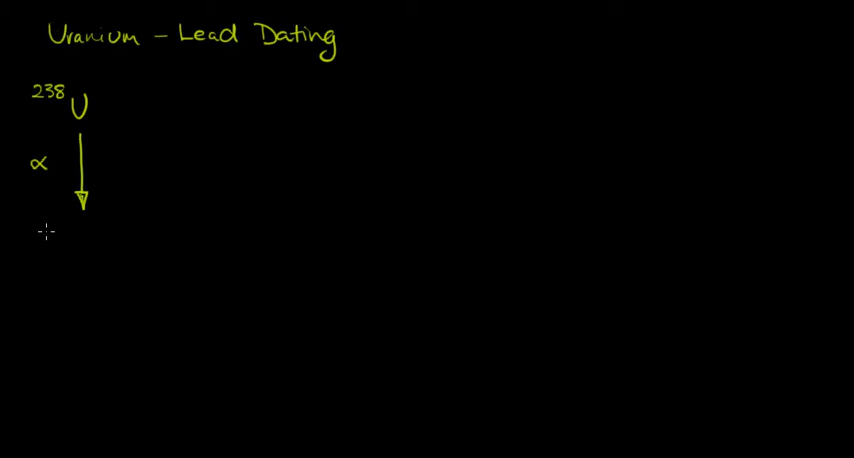 Uranium – Lead Dating
²³⁸U
α